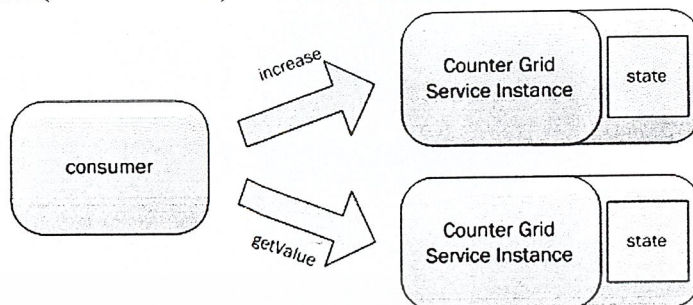 increase
Counter Grid
Service Instance
state
consumer
getValue
Counter Grid
Service Instance
state